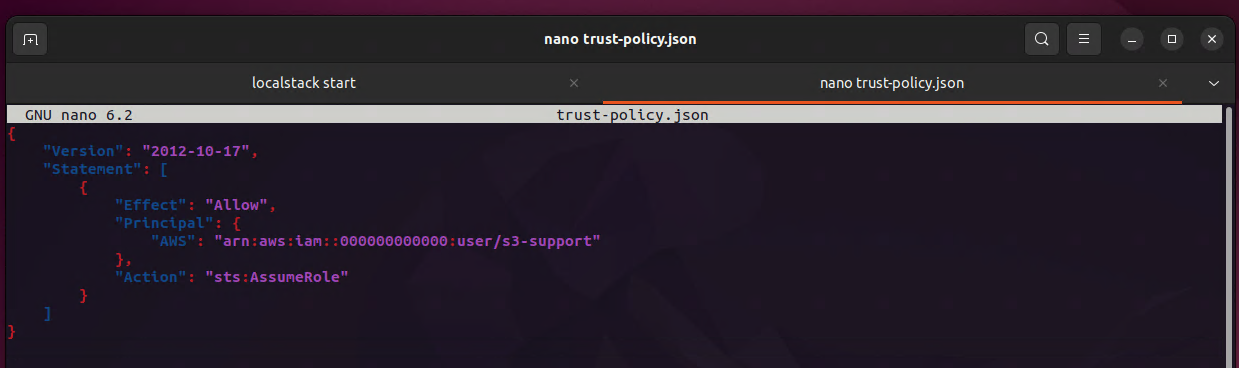 nano trust-policy.json
localstack start
nano trust-policy.json
GNU nano 6.2 trust-policy.json
{
    "Version": "2012-10-17",
    "Statement": [
        {
            "Effect": "Allow",
            "Principal": {
                "AWS": "arn:aws:iam::000000000000:user/s3-support"
            },
            "Action": "sts:AssumeRole"
        }
    ]
}